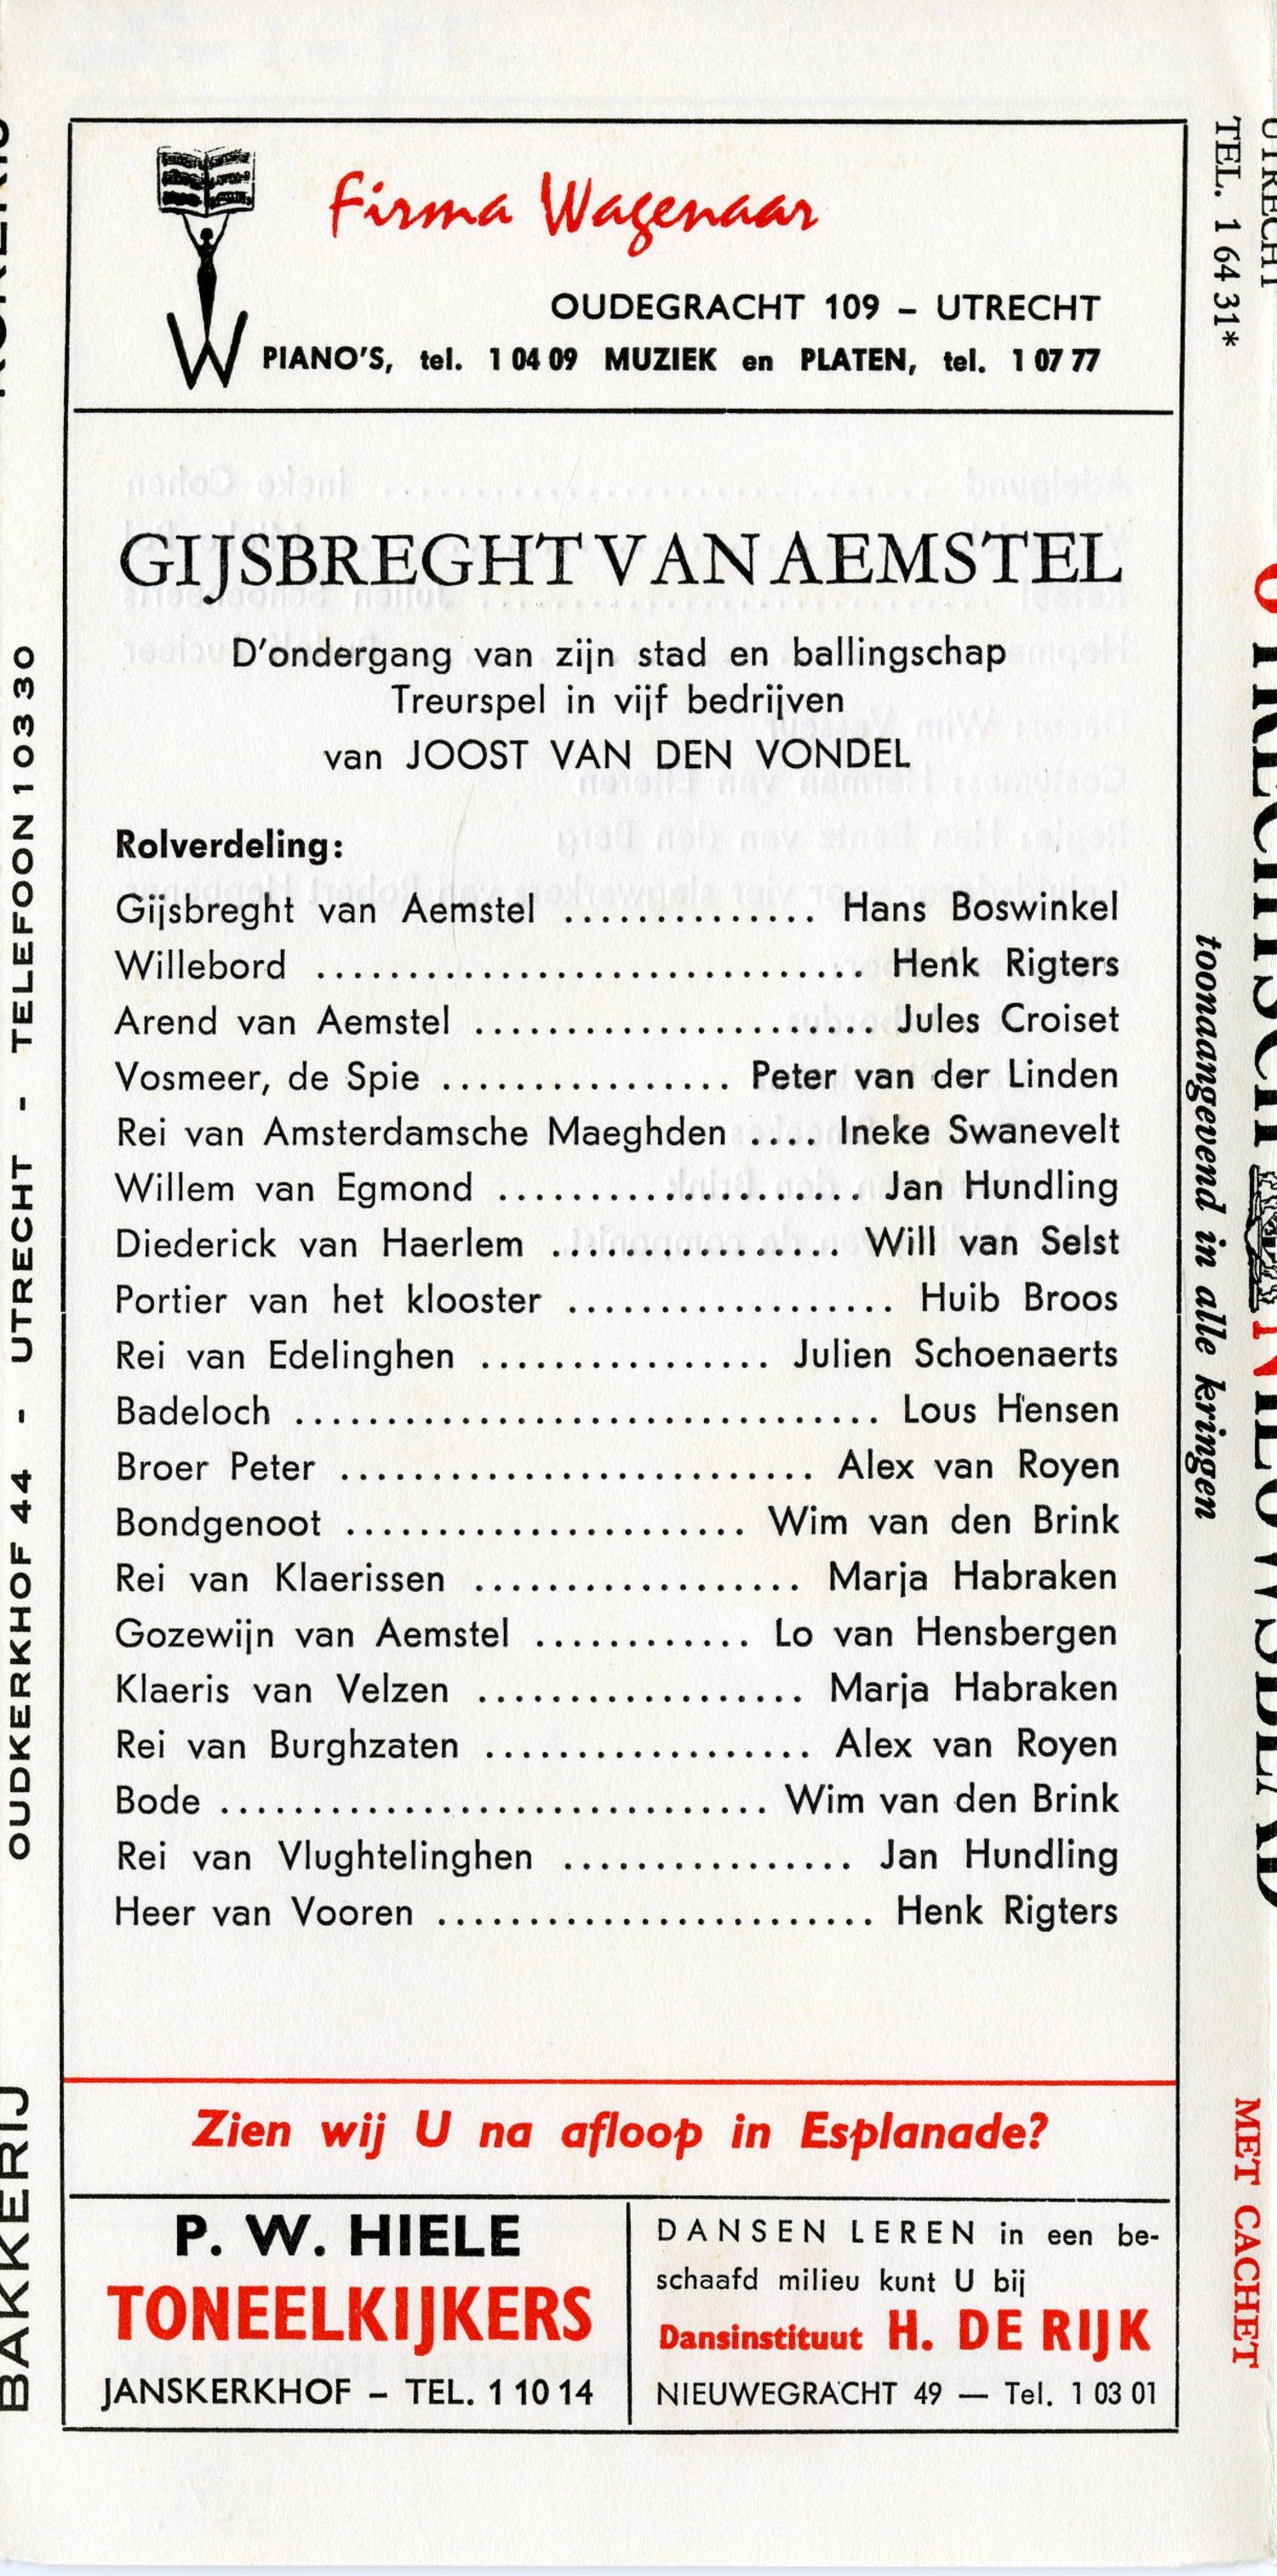 Firma Wagenaar
OUDEGRACHT 109 – UTRECHT
W PIANO'S, tel. 1 04 09 MUZIEK en PLATEN, tel. 1 07 77
GIJSBREGHT VAN AEMSTEL
D'ondergang van zijn stad en ballingschap
Treurspel in vijf bedrijven
van JOOST VAN DEN VONDEL
Rolverdeling:
Gijsbreght van Aemstel .............. Hans Boswinkel
Willebord .............................. Henk Rigters
Arend van Aemstel ...................... Jules Croiset
Vosmeer, de Spie ................ Peter van der Linden
Rei van Amsterdamsche Maeghden .... Ineke Swanevelt
Willem van Egmond .................... Jan Hundling
Diederick van Haerlem ................ Will van Selst
Portier van het klooster .................. Huib Broos
Rei van Edelinghen ................ Julien Schoenaerts
Badeloch ................................ Lous Hensen
Broer Peter .......................... Alex van Royen
Bondgenoot ...................... Wim van den Brink
Rei van Klaerissen .................. Marja Habraken
Gozewijn van Aemstel ............ Lo van Hensbergen
Klaeris van Velzen .................. Marja Habraken
Rei van Burghzaten .................. Alex van Royen
Bode .............................. Wim van den Brink
Rei van Vlughtelinghen ................ Jan Hundling
Heer van Vooren ........................ Henk Rigters
Zien wij U na afloop in Esplanade?
P. W. HIELE
TONEELKIJKERS
JANSKERKHOF – TEL. 1 10 14
DANSEN LEREN in een be-
schaafd milieu kunt U bij
Dansinstituut H. DE RIJK
NIEUWEGRACHT 49 — Tel. 1 03 01
BAKKERIJ
OUDKERKHOF 44 - UTRECHT - TELEFOON 1 03 30
UTRECHT
TEL. 1 64 31*
UTRECHTSCH NIEUWSBLAD
toonaangevend in alle kringen
MET CACHET